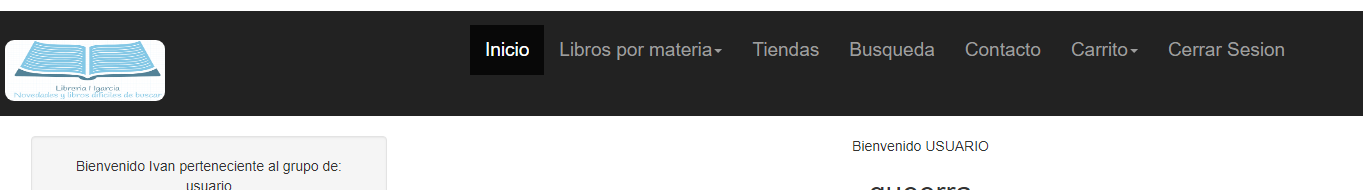 Inicio Libros por materia Tiendas Busqueda Contacto Carrito Cerrar Sesion
Libreria I Igarcia
Novedades y libros dificiles de buscar
Bienvenido Ivan perteneciente al grupo de:
usuario
Bienvenido USUARIO